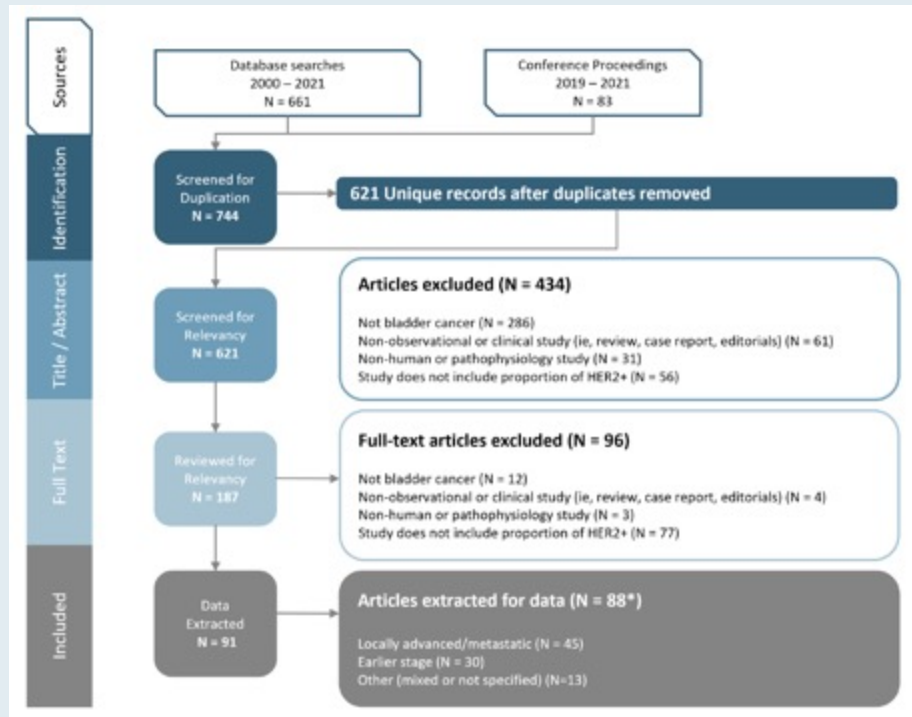 Sources
Database searches
2000 – 2021
N = 661
Conference Proceedings
2019 – 2021
N = 83
Identification
Screened for
Duplication
N = 744
621 Unique records after duplicates removed
Title / Abstract
Screened for
Relevancy
N = 621
Articles excluded (N = 434)
Not bladder cancer (N = 286)
Non-observational or clinical study (ie, review, case report, editorials) (N = 61)
Non-human or pathophysiology study (N = 31)
Study does not include proportion of HER2+ (N = 56)
Full Text
Reviewed for
Relevancy
N = 187
Full-text articles excluded (N = 96)
Not bladder cancer (N = 12)
Non-observational or clinical study (ie, review, case report, editorials) (N = 4)
Non-human or pathophysiology study (N = 3)
Study does not include proportion of HER2+ (N = 77)
Included
Data
Extracted
N = 91
Articles extracted for data (N = 88*)
Locally advanced/metastatic (N = 45)
Earlier stage (N = 30)
Other (mixed or not specified) (N=13)